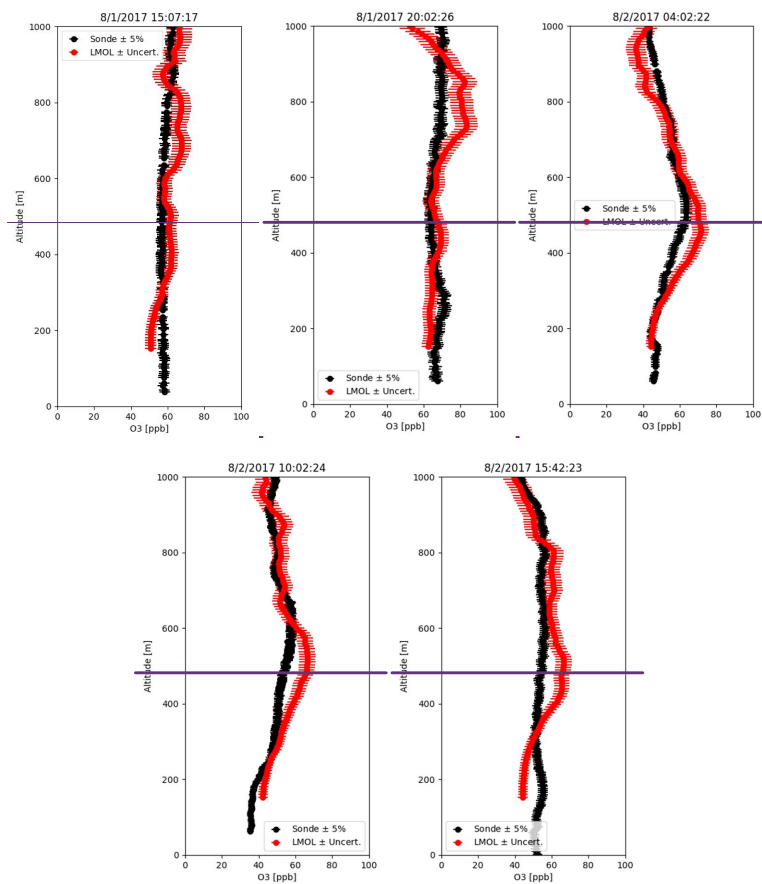 8/1/2017 15:07:17
1000
800
600
400
200
0
Altitude [m]
Sonde ± 5%
LMOL ± Uncert.
0 20 40 60 80 100
O3 [ppb]
8/1/2017 20:02:26
1000
800
600
400
200
0
Altitude [m]
Sonde ± 5%
LMOL ± Uncert.
0 20 40 60 80 100
O3 [ppb]
8/2/2017 04:02:22
1000
800
600
400
200
0
Altitude [m]
Sonde ± 5%
LMOL ± Uncert.
0 20 40 60 80 100
O3 [ppb]
8/2/2017 10:02:24
1000
800
600
400
200
0
Altitude [m]
Sonde ± 5%
LMOL ± Uncert.
0 20 40 60 80 100
O3 [ppb]
8/2/2017 15:42:23
1000
800
600
400
200
0
Altitude [m]
Sonde ± 5%
LMOL ± Uncert.
0 20 40 60 80 100
O3 [ppb]